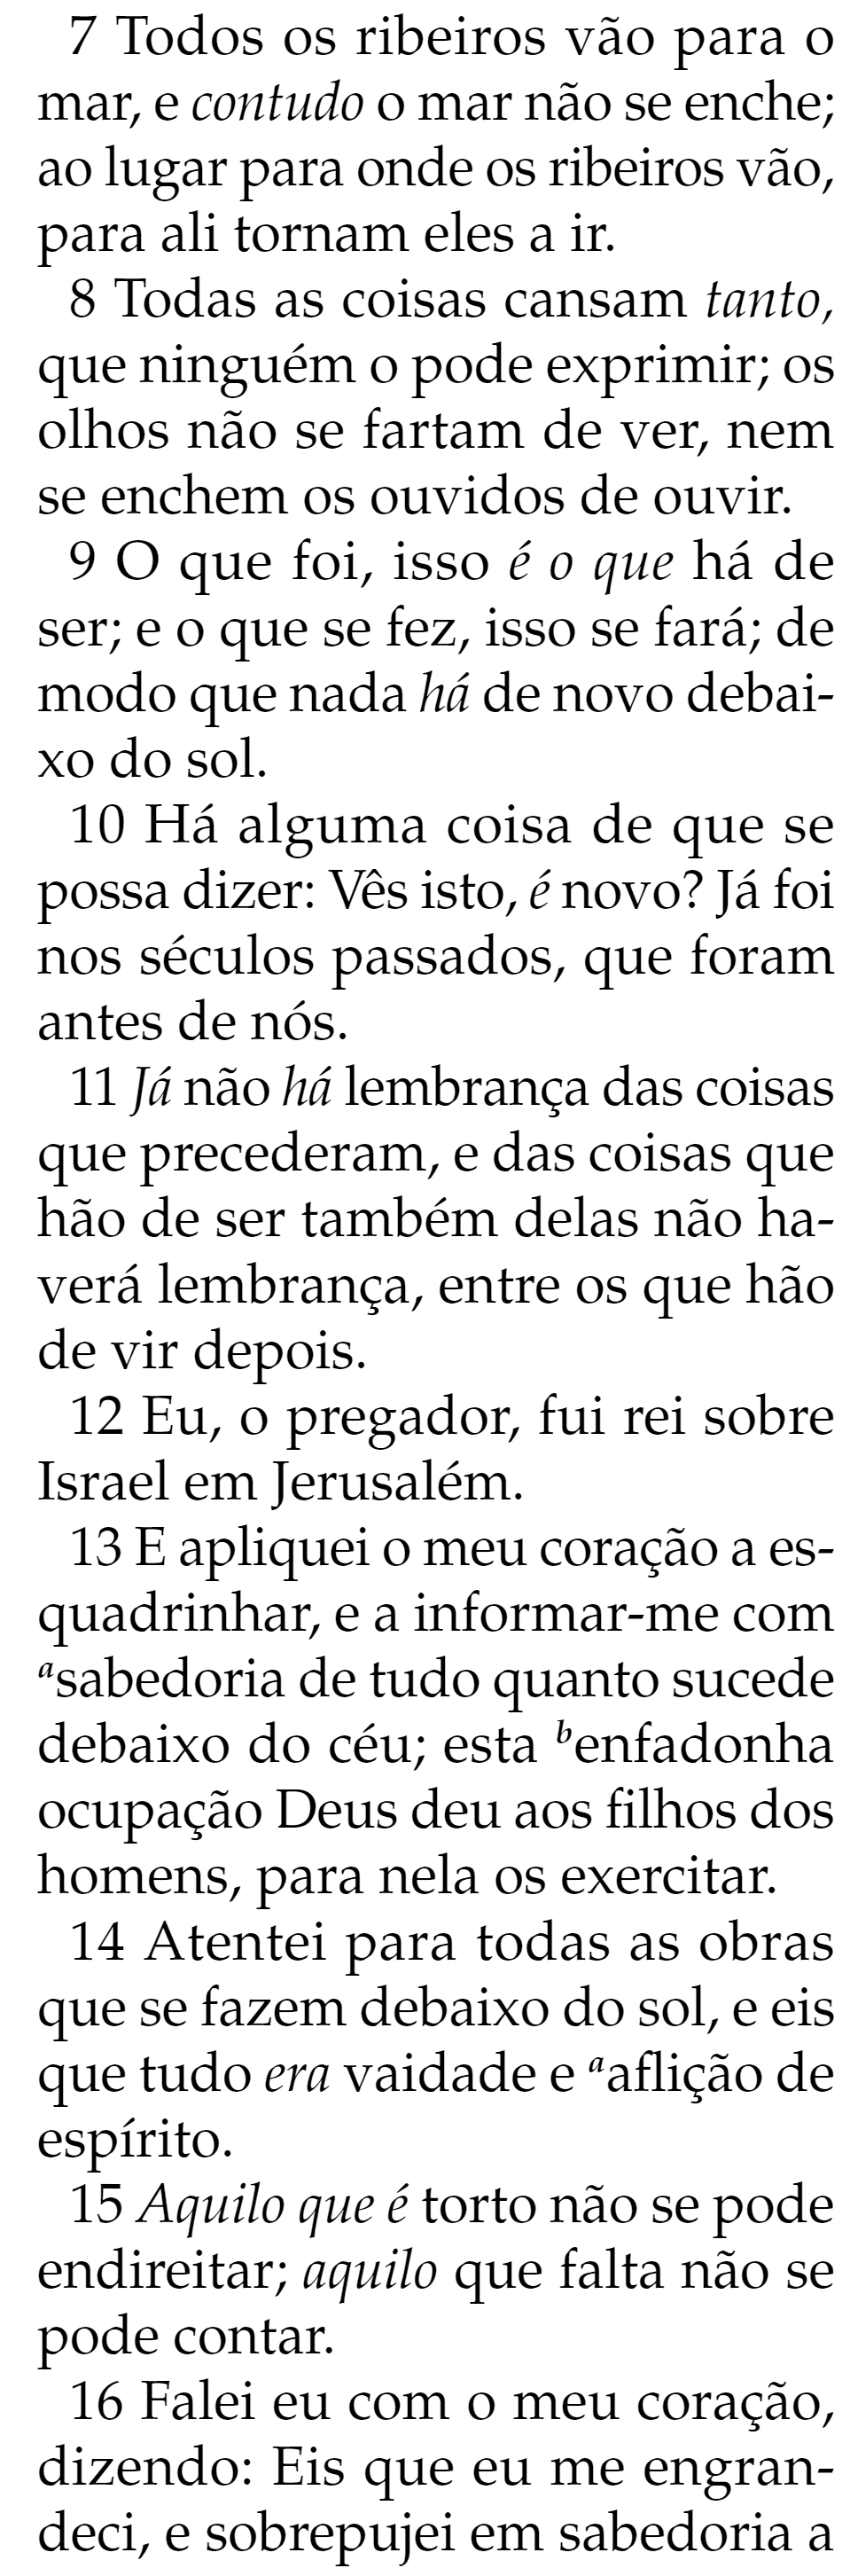 7 Todos os ribeiros vão para o
mar, e contudo o mar não se enche;
ao lugar para onde os ribeiros vão,
para ali tornam eles a ir.
8 Todas as coisas cansam tanto,
que ninguém o pode exprimir; os
olhos não se fartam de ver, nem
se enchem os ouvidos de ouvir.
9 O que foi, isso é o que há de
ser; e o que se fez, isso se fará; de
modo que nada há de novo debai-
xo do sol.
10 Há alguma coisa de que se
possa dizer: Vês isto, é novo? Já foi
nos séculos passados, que foram
antes de nós.
11 Já não há lembrança das coisas
que precederam, e das coisas que
hão de ser também delas não ha-
verá lembrança, entre os que hão
de vir depois.
12 Eu, o pregador, fui rei sobre
Israel em Jerusalém.
13 E apliquei o meu coração a es-
quadrinhar, e a informar-me com
ᵃsabedoria de tudo quanto sucede
debaixo do céu; esta ᵇenfadonha
ocupação Deus deu aos filhos dos
homens, para nela os exercitar.
14 Atentei para todas as obras
que se fazem debaixo do sol, e eis
que tudo era vaidade e ᵃaflição de
espírito.
15 Aquilo que é torto não se pode
endireitar; aquilo que falta não se
pode contar.
16 Falei eu com o meu coração,
dizendo: Eis que eu me engran-
deci, e sobrepujei em sabedoria a